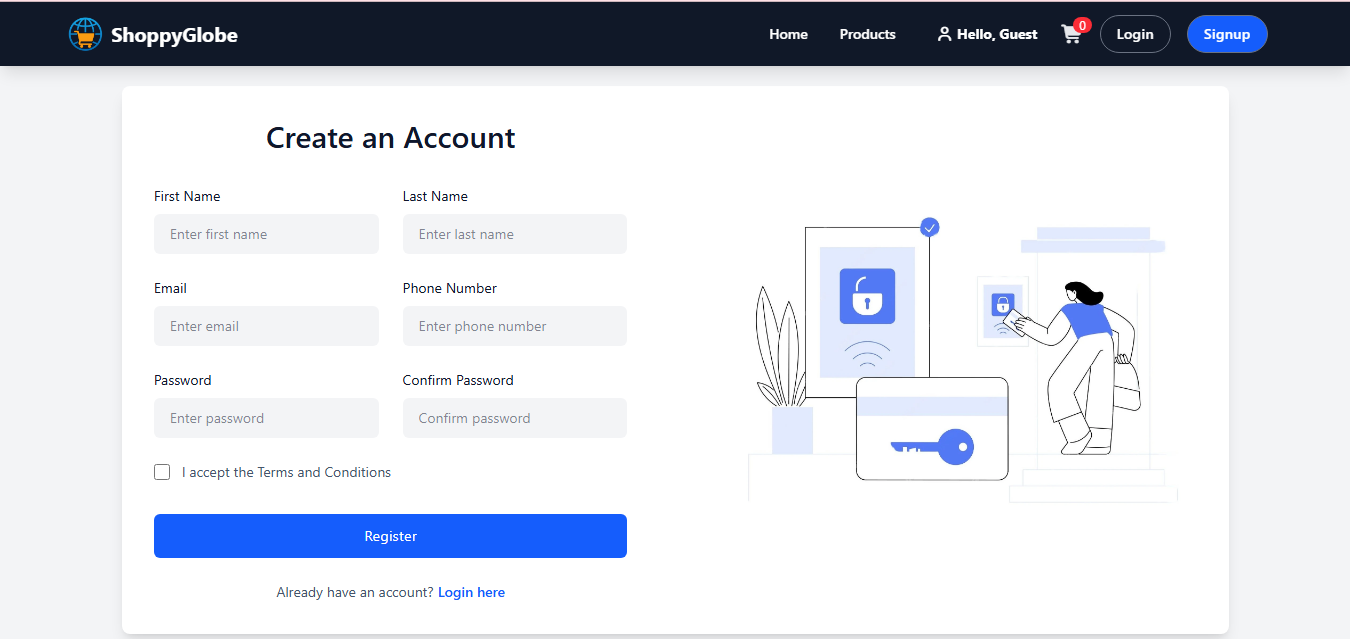 ShoppyGlobe Home Products Hello, Guest 0 Login Signup
Create an Account
First Name Last Name
Enter first name Enter last name
Email Phone Number
Enter email Enter phone number
Password Confirm Password
Enter password Confirm password
I accept the Terms and Conditions
Register
Already have an account? Login here